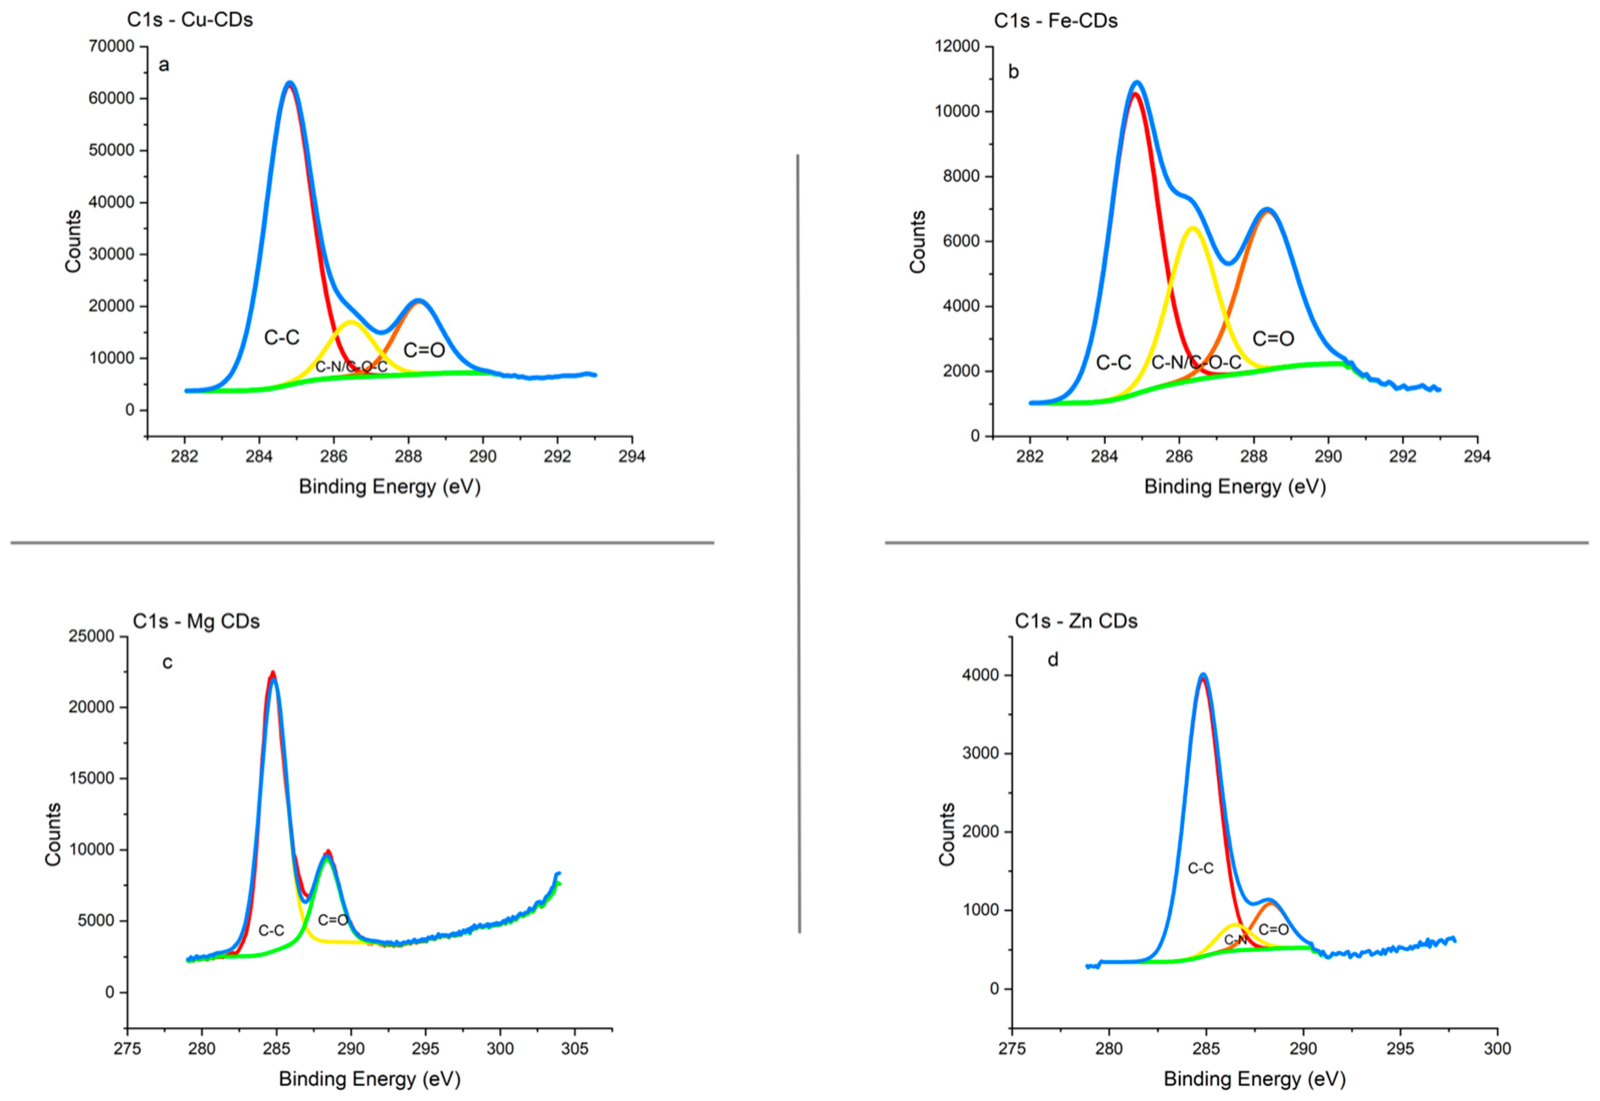 C1s - Cu-CDs
a
70000
60000
50000
40000
30000
20000
10000
0
Counts
C-C
C-N/C-O-C
C=O
282 284 286 288 290 292 294
Binding Energy (eV)
C1s - Fe-CDs
b
12000
10000
8000
6000
4000
2000
0
Counts
C-C
C-N/C-O-C
C=O
282 284 286 288 290 292 294
Binding Energy (eV)
C1s - Mg CDs
c
25000
20000
15000
10000
5000
0
Counts
C-C
C=O
275 280 285 290 295 300 305
Binding Energy (eV)
C1s - Zn CDs
d
4000
3000
2000
1000
0
Counts
C-C
C-N
C=O
275 280 285 290 295 300
Binding Energy (eV)